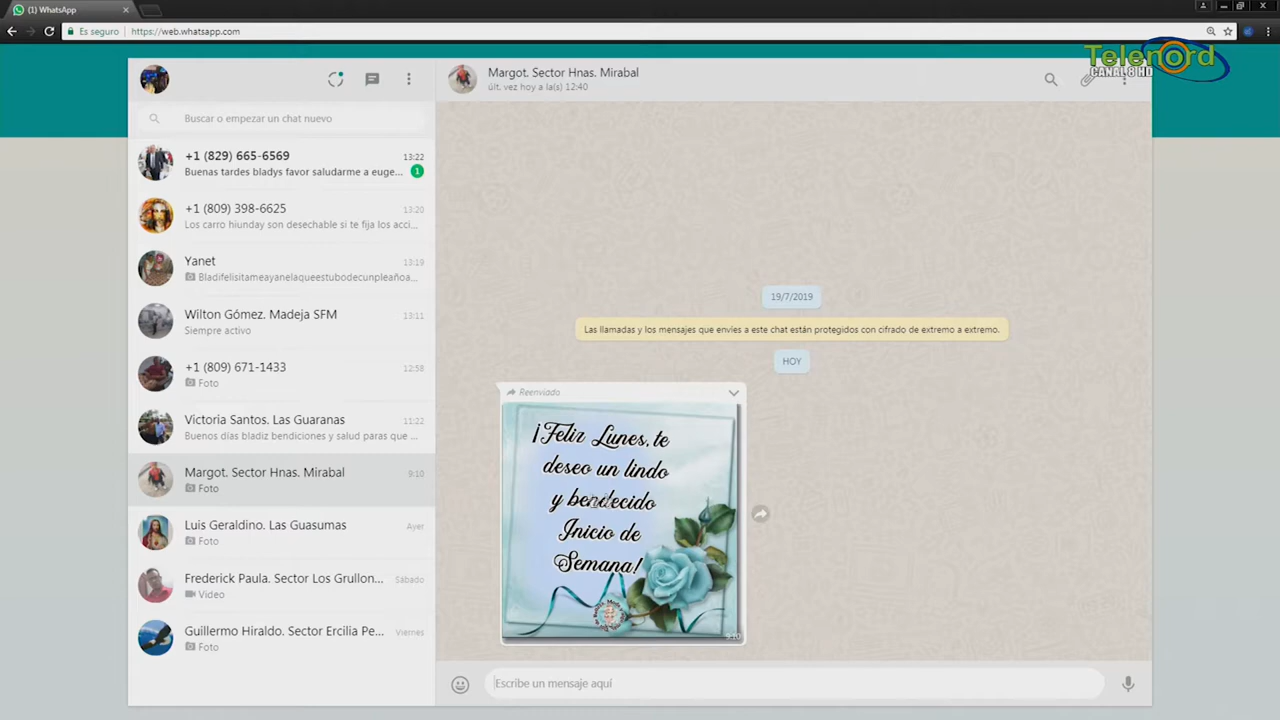 (1) WhatsApp
Es seguro
https://web.whatsapp.com
Telenord
CANAL 8 HD
Margot. Sector Hnas. Mirabal
últ. vez hoy a la(s) 12:40
Buscar o empezar un chat nuevo
+1 (829) 665-6569
13:22
Buenas tardes bladys favor saludarme a euge...
1
+1 (809) 398-6625
13:20
Los carro hiunday son desechable si te fija los acci...
Yanet
13:19
Bladifelisitameayanelaqueestubodecunpleañoa...
Wilton Gómez. Madeja SFM
13:11
Siempre activo
+1 (809) 671-1433
12:58
Foto
Victoria Santos. Las Guaranas
11:22
Buenos días bladiz bendiciones y salud paras que ...
Margot. Sector Hnas. Mirabal
9:10
Foto
Luis Geraldino. Las Guasumas
Ayer
Foto
Frederick Paula. Sector Los Grullon...
Sábado
Video
Guillermo Hiraldo. Sector Ercilia Pe...
Viernes
Foto
19/7/2019
Las llamadas y los mensajes que envíes a este chat están protegidos con cifrado de extremo a extremo.
HOY
Reenviado
¡Feliz Lunes, te
deseo un lindo
y bendecido
Inicio de
Semana!
9:10
Escribe un mensaje aquí